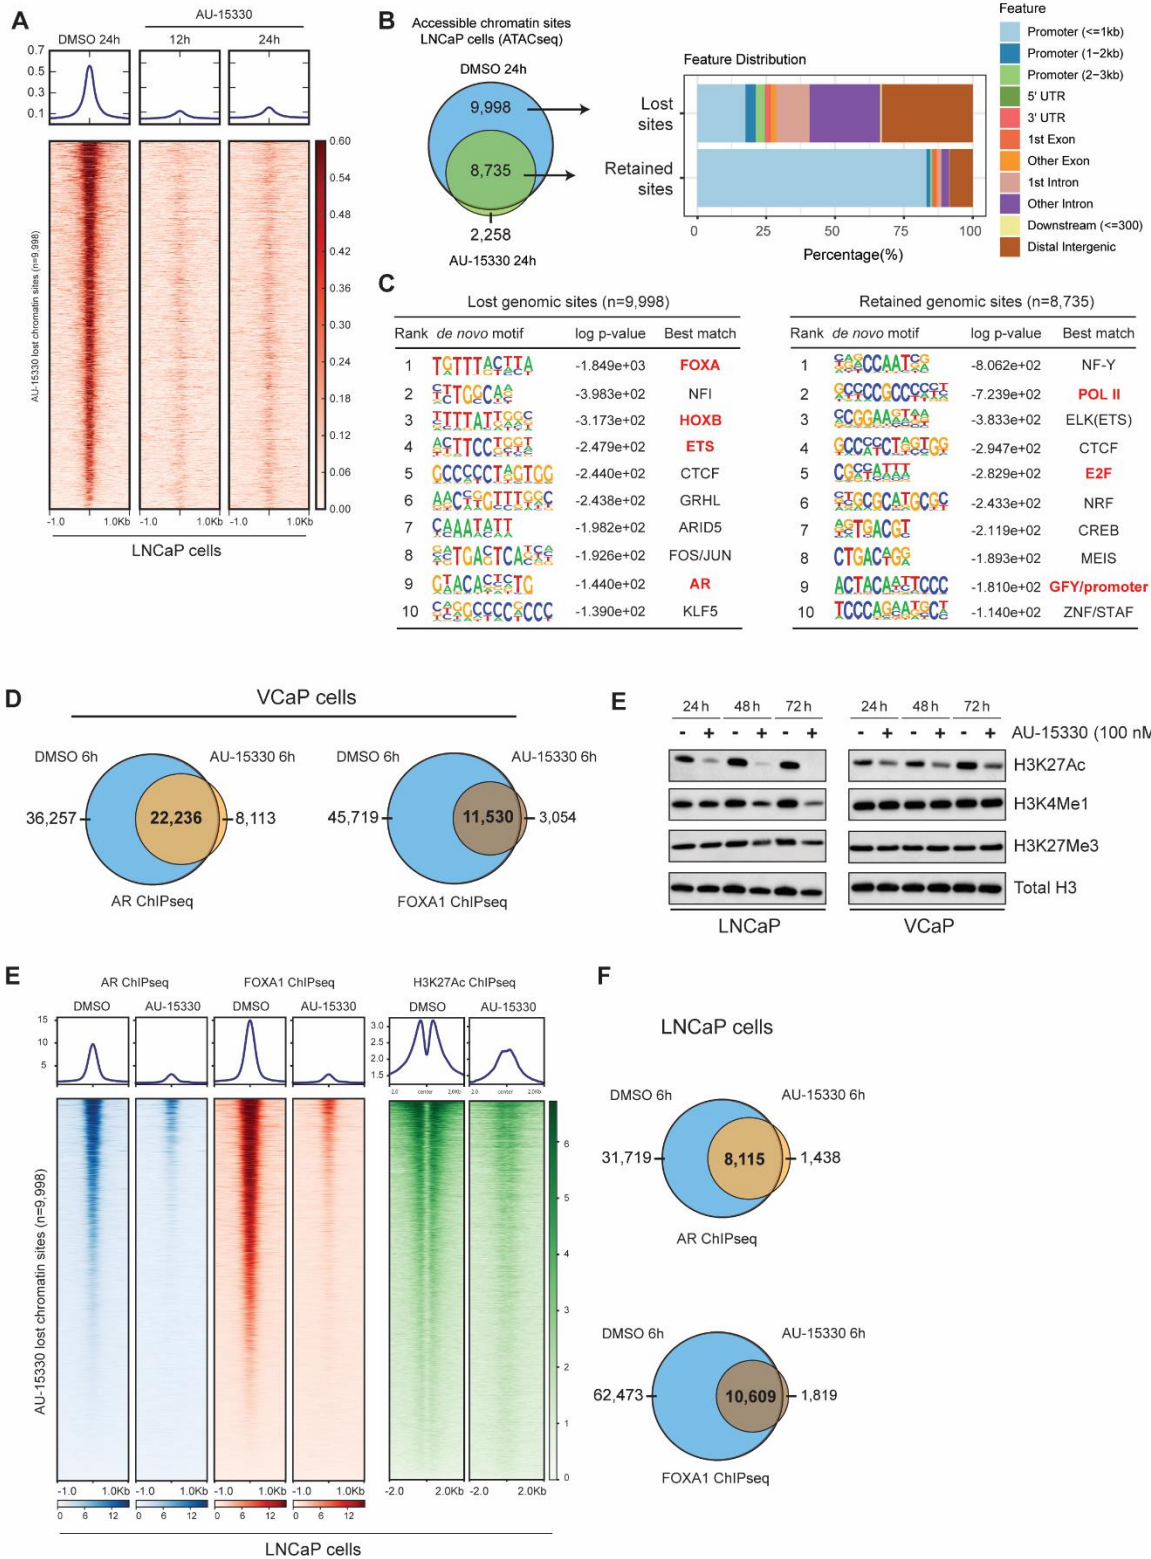 A
AU-15330
DMSO 24h
12h
24h
0.7
0.5
0.3
0.1
AU-15330 lost chromatin sites (n=9,998)
0.60
0.48
0.36
0.30
0.24
0.18
0.12
0.06
0.00
-1.0 1.0Kb -1.0 1.0Kb -1.0 1.0Kb
LNCaP cells
B
Accessible chromatin sites
LNCaP cells (ATACseq)
DMSO 24h
9,998
8,735
2,258
AU-15330 24h
Feature Distribution
Lost
sites
Retained
sites
0 25 50 75 100
Percentage(%)
Feature
Promoter (<=1kb)
Promoter (1-2kb)
Promoter (2-3kb)
5' UTR
3' UTR
1st Exon
Other Exon
1st Intron
Other Intron
Downstream (<=300)
Distal Intergenic
C
Lost genomic sites (n=9,998)
Rank de novo motif log p-value Best match
1 -1.849e+03 FOXA
2 -3.983e+02 NFI
3 -3.173e+02 HOXB
4 -2.479e+02 ETS
5 -2.440e+02 CTCF
6 -2.438e+02 GRHL
7 -1.982e+02 ARID5
8 -1.926e+02 FOS/JUN
9 -1.440e+02 AR
10 -1.390e+02 KLF5
Retained genomic sites (n=8,735)
Rank de novo motif log p-value Best match
1 -8.062e+02 NF-Y
2 -7.239e+02 POL II
3 -3.833e+02 ELK(ETS)
4 -2.947e+02 CTCF
5 -2.829e+02 E2F
6 -2.433e+02 NRF
7 -2.119e+02 CREB
8 -1.893e+02 MEIS
9 -1.810e+02 GFY/promoter
10 -1.140e+02 ZNF/STAF
D
VCaP cells
DMSO 6h AU-15330 6h
36,257 22,236 8,113
AR ChIPseq
DMSO 6h AU-15330 6h
45,719 11,530 3,054
FOXA1 ChIPseq
E
24 h 48 h 72 h 24 h 48 h 72 h
- + - + - + - + - + - + AU-15330 (100 nM
H3K27Ac
H3K4Me1
H3K27Me3
Total H3
LNCaP VCaP
E
AR ChIPseq FOXA1 ChIPseq H3K27Ac ChIPseq
DMSO AU-15330 DMSO AU-15330 DMSO AU-15330
15
10
5
3.0
2.5
2.0
1.5
-2.0 center 2.0Kb -2.0 center 2.0Kb
AU-15330 lost chromatin sites (n=9,998)
6
5
4
3
2
1
0
-1.0 1.0Kb -1.0 1.0Kb -1.0 1.0Kb -1.0 1.0Kb -2.0 2.0Kb -2.0 2.0Kb
0 6 12 0 6 12 0 6 12 0 6 12
LNCaP cells
F
LNCaP cells
DMSO 6h AU-15330 6h
31,719 8,115 1,438
AR ChIPseq
DMSO 6h AU-15330 6h
62,473 10,609 1,819
FOXA1 ChIPseq